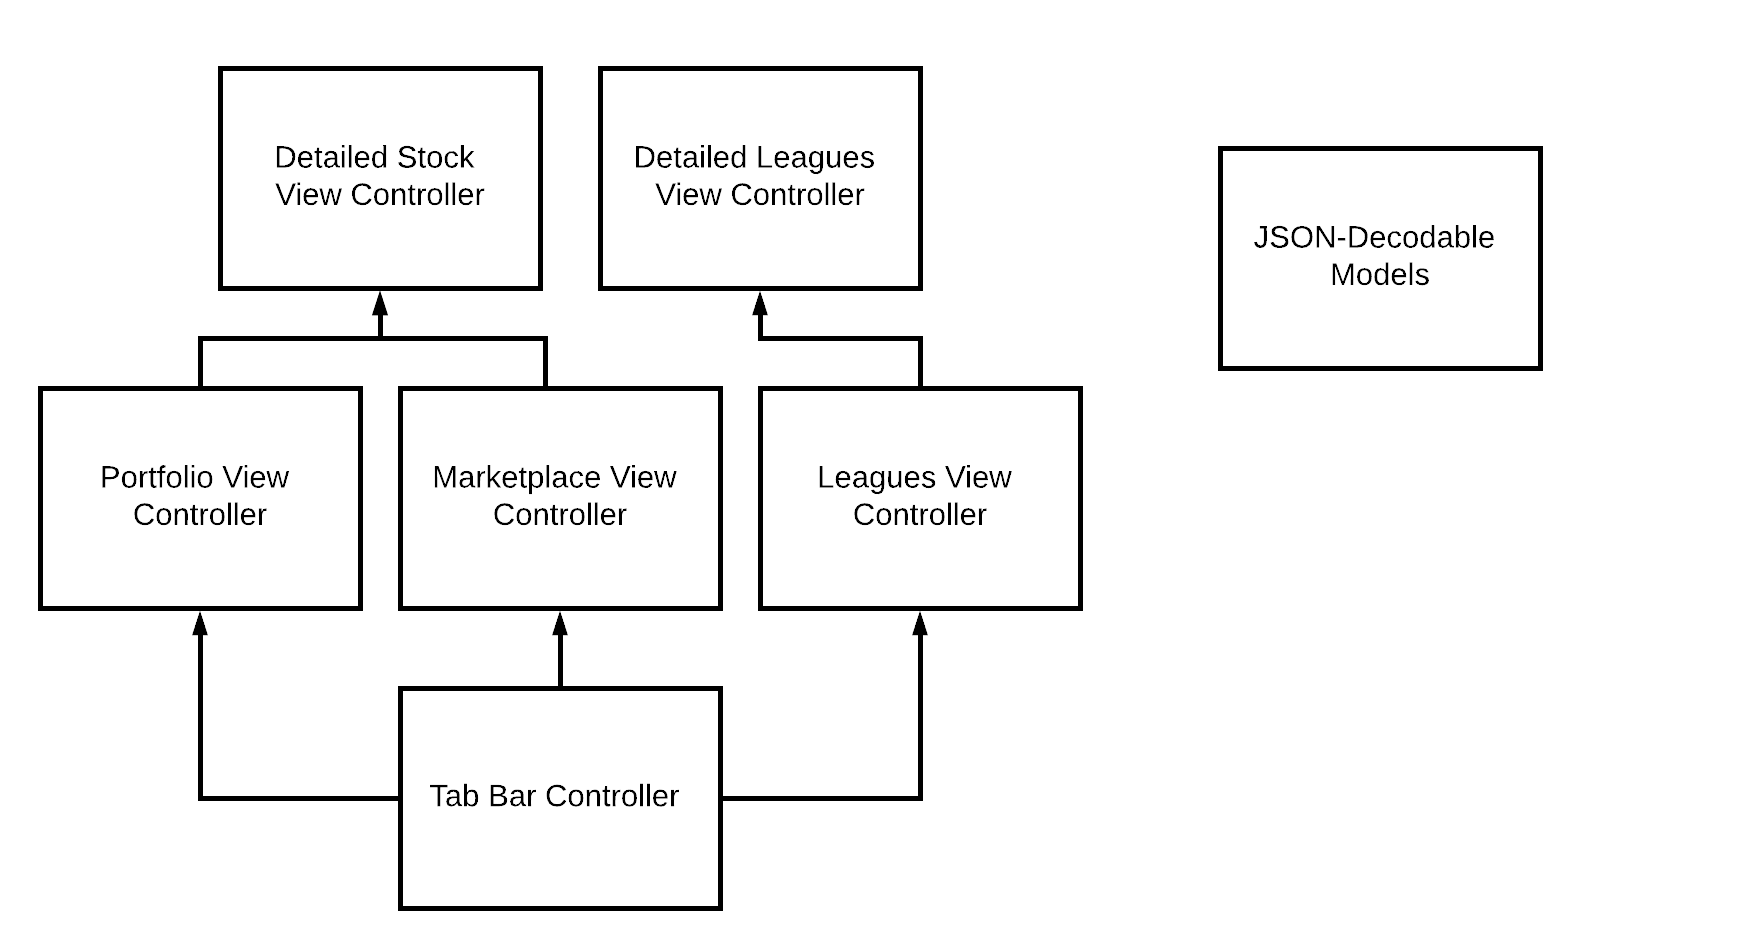 Detailed Stock
View Controller
Detailed Leagues
View Controller
JSON-Decodable
Models
Portfolio View
Controller
Marketplace View
Controller
Leagues View
Controller
Tab Bar Controller